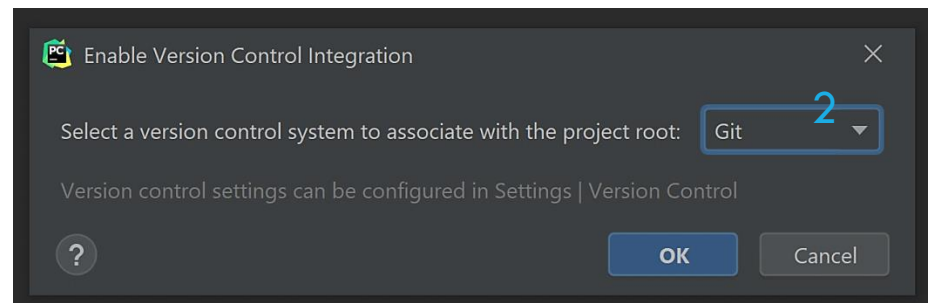 PC
Enable Version Control Integration
2
Select a version control system to associate with the project root: Git
Version control settings can be configured in Settings | Version Control
? OK Cancel